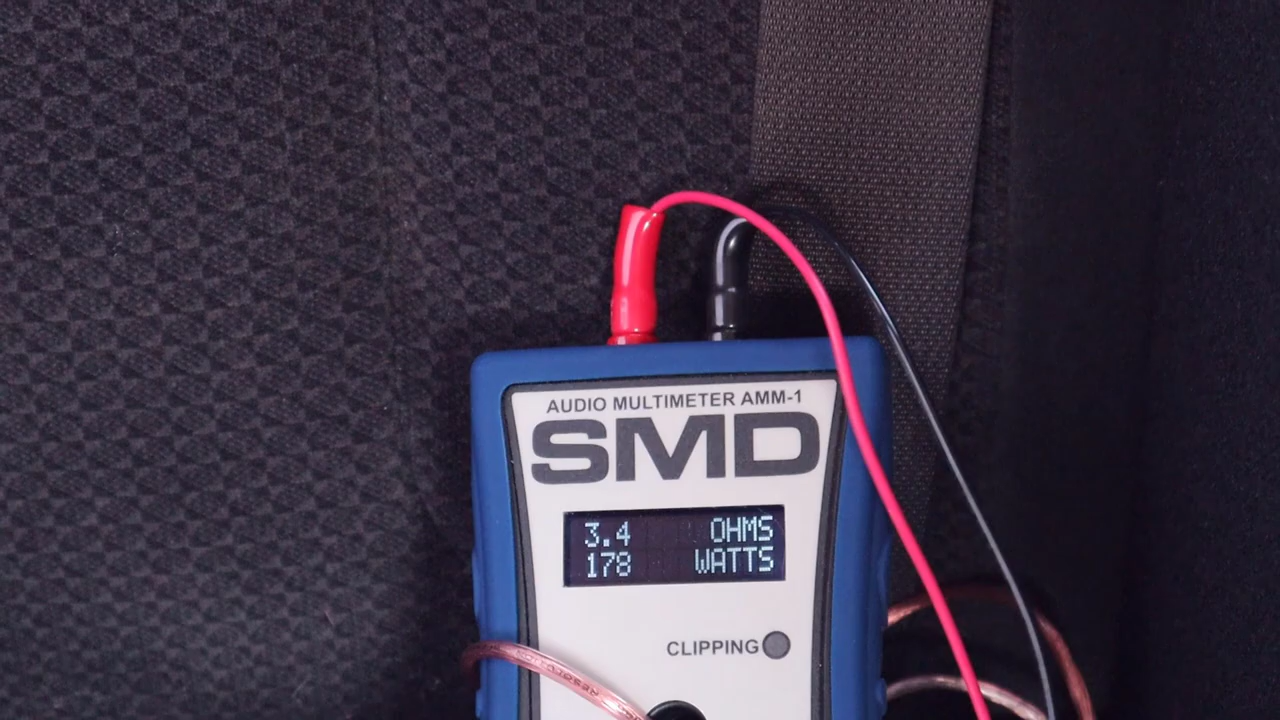 AUDIO MULTIMETER AMM-1
SMD
3.4 OHMS
178 WATTS
CLIPPING